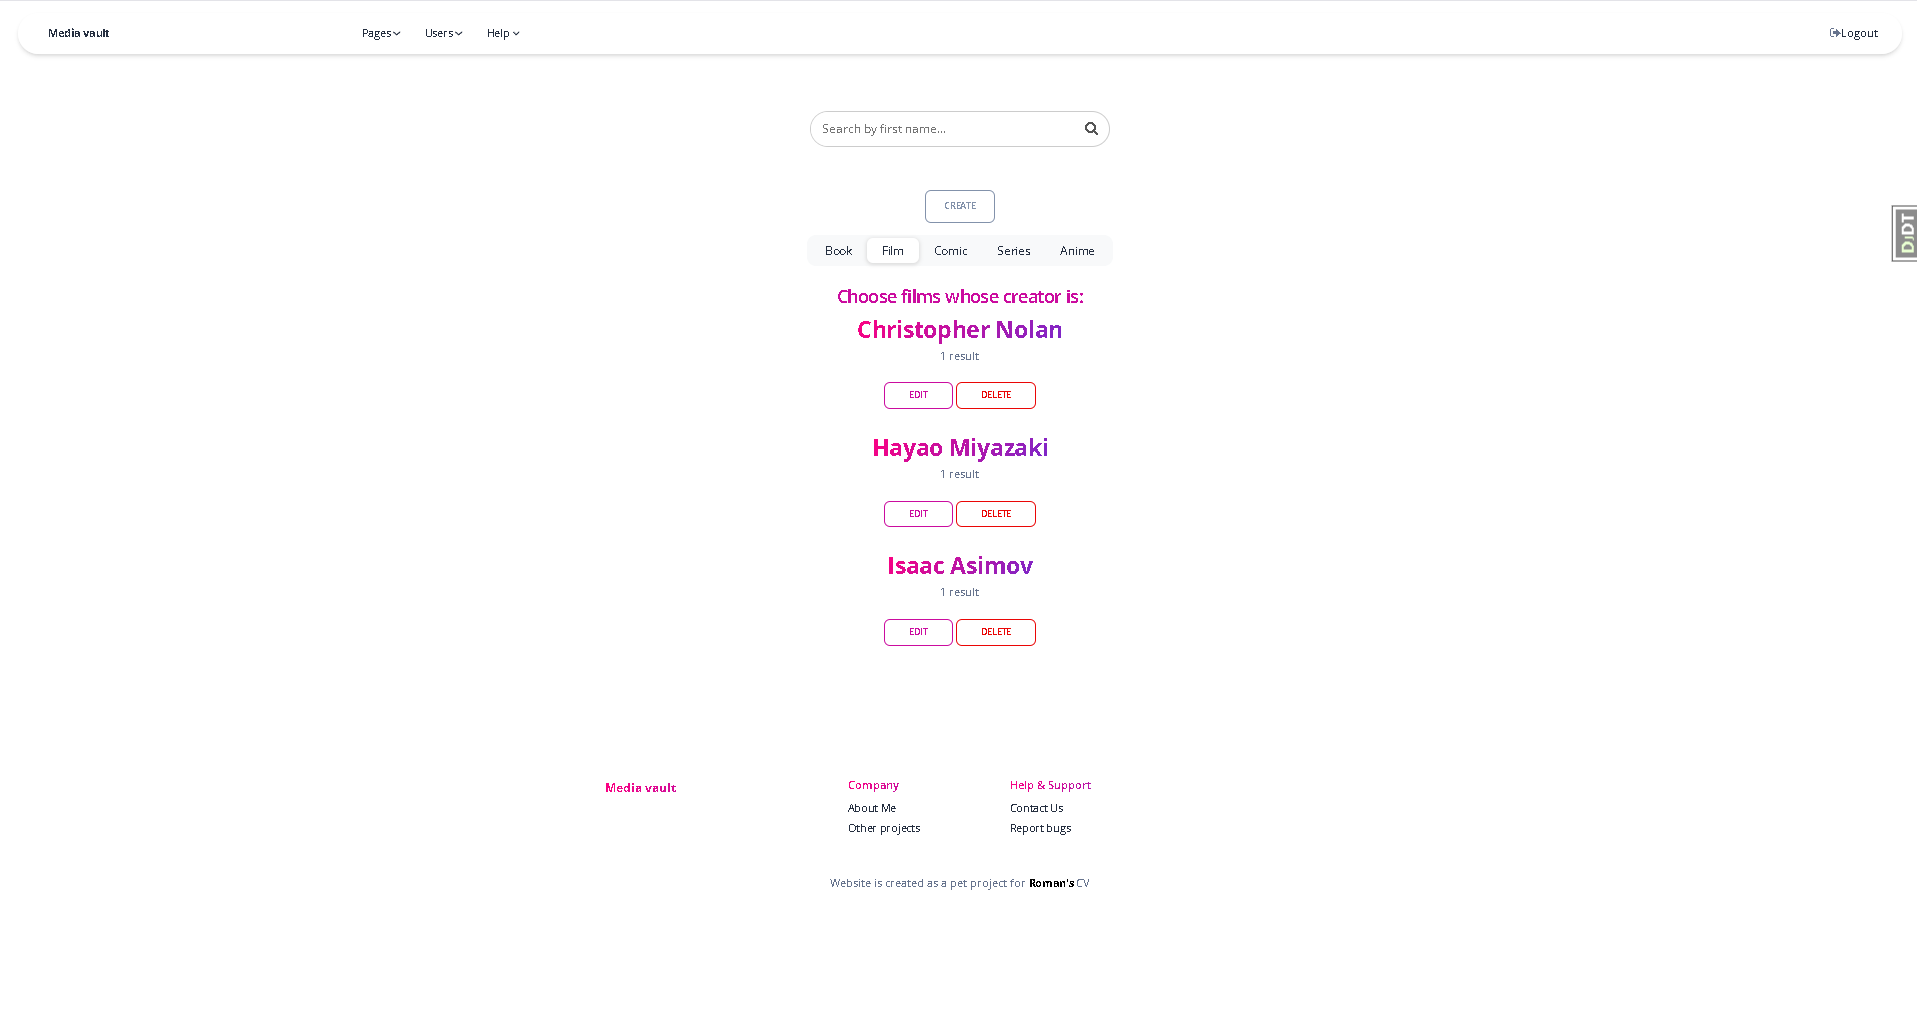 Media vault
Pages
Users
Help
Logout
Search by first name...
CREATE
DjDT
Book
Film
Comic
Series
Anime
Choose films whose creator is:
Christopher Nolan
1 result
EDIT
DELETE
Hayao Miyazaki
1 result
EDIT
DELETE
Isaac Asimov
1 result
EDIT
DELETE
Media vault
Company
About Me
Other projects
Help & Support
Contact Us
Report bugs
Website is created as a pet project for Roman's CV